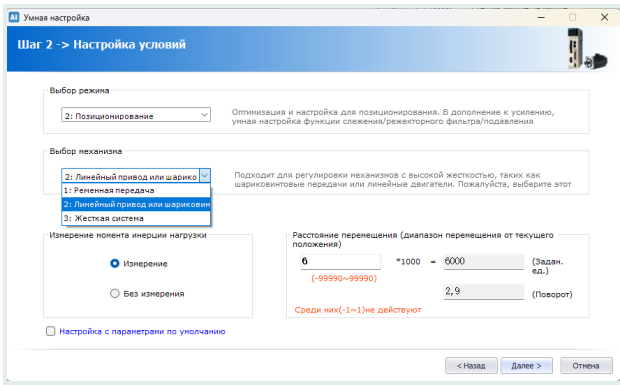 AI Умная настройка
Шаг 2 -> Настройка условий
Выбор режима
2: Позиционирование
Оптимизация и настройка для позиционирования. В дополнение к усилению,
умная настройка функции слежения/режекторного фильтра/подавления
Выбор механизма
2: Линейный привод или шарико
Подходит для регулировки механизмов с высокой жесткостью, таких как
шариковинтовые передачи или линейные двигатели. Пожалуйста, выберите этот
1: Ременная передача
2: Линейный привод или шариковин
3: Жесткая система
Измерение момента инерции нагрузки
Измерение
Без измерения
Расстояние перемещения (диапазон перемещения от текущего
положения)
6 *1000 = 6000 (Задан.
ед.)
(-99990~99990)
2,9 (Поворот)
Среди них(-1~1)не действуют
Настройка с параметрами по умолчанию
< Назад Далее > Отмена